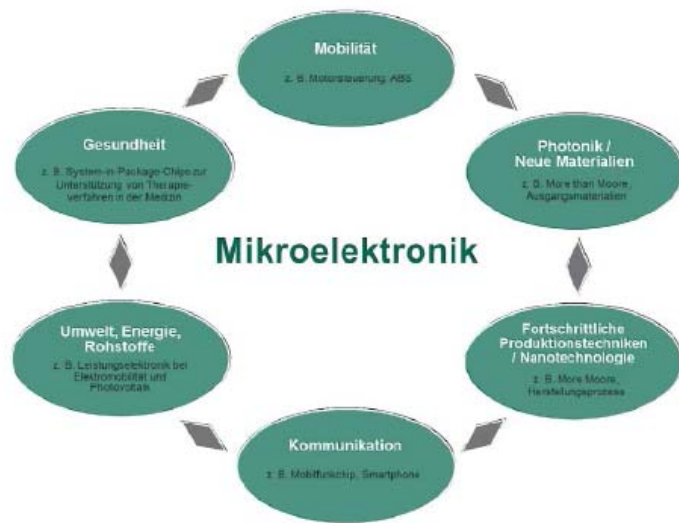 Mobilität
z. B. Motorsteuerung, ABS
Gesundheit
z. B. System-in-Package-Chips zur
Unterstützung von Therapie-
verfahren in der Medizin
Photonik /
Neue Materialien
z. B. More than Moore,
Ausgangsmaterialien
Mikroelektronik
Umwelt, Energie,
Rohstoffe
z. B. Leistungselektronik bei
Elektromobilität und
Photovoltaik
Fortschrittliche
Produktionstechniken
/ Nanotechnologie
z. B. More Moore,
Herstellungsprozesse
Kommunikation
z. B. Mobilfunkchip, Smartphone